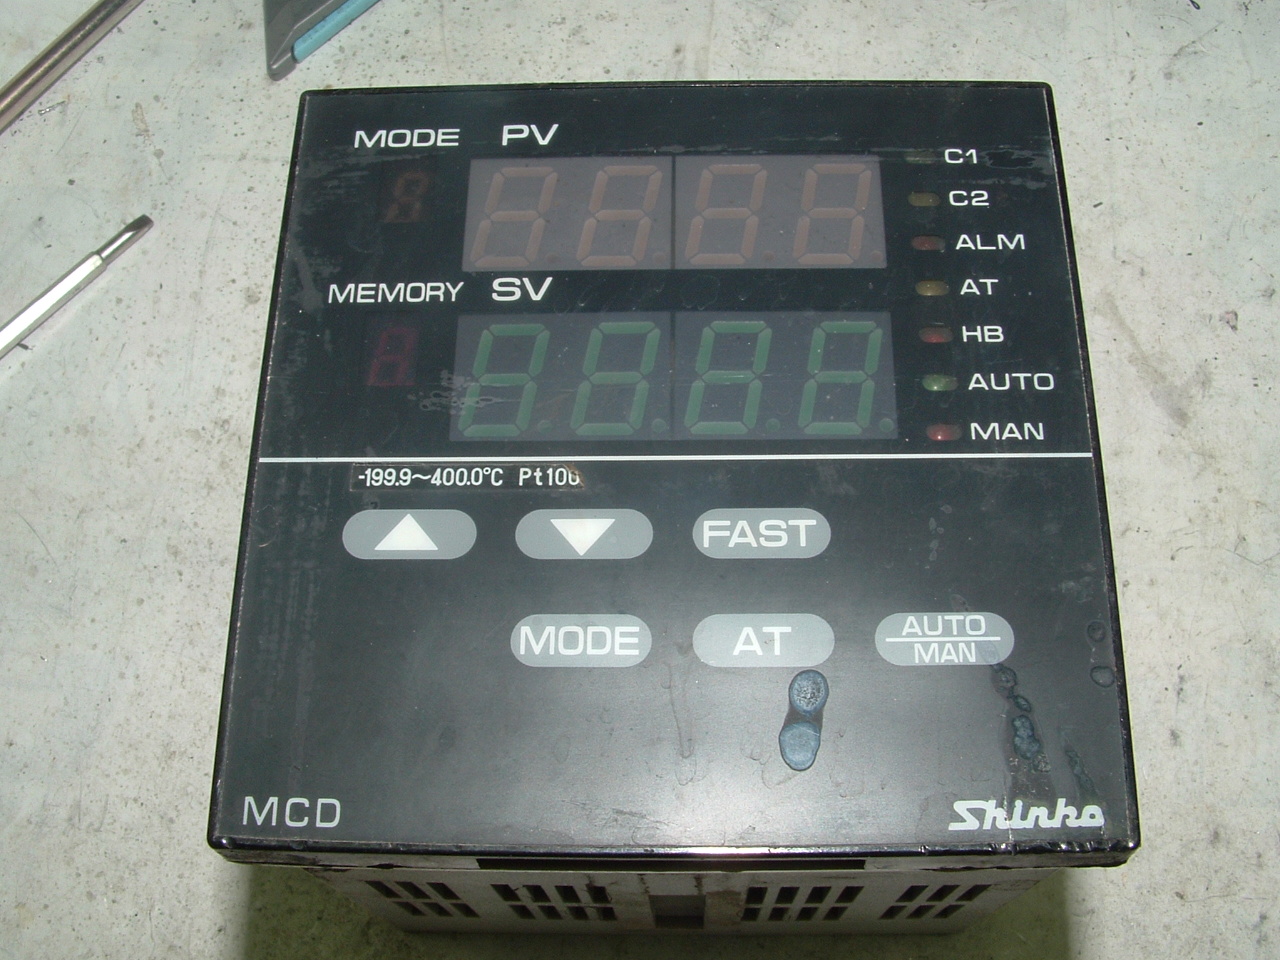 MODE PV
C1
C2
ALM
MEMORY SV
AT
HB
AUTO
MAN
-199.9～400.0°C Pt100
FAST
MODE
AT
AUTO
MAN
MCD
Shinko